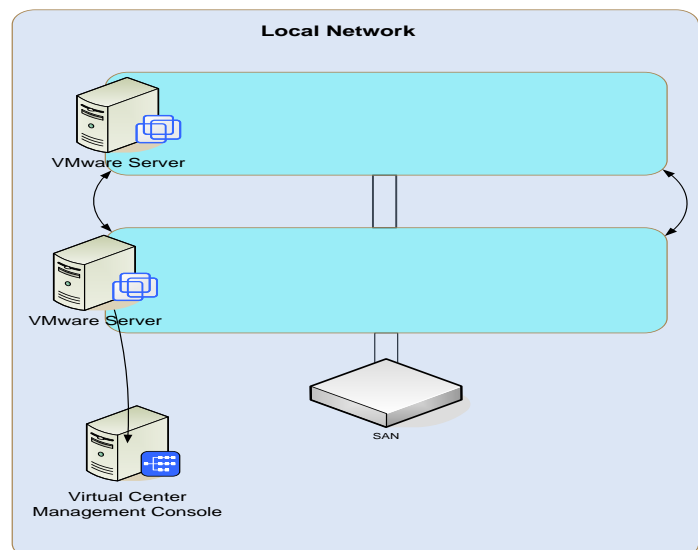 Local Network
VMware Server
VMware Server
SAN
Virtual Center
Management Console